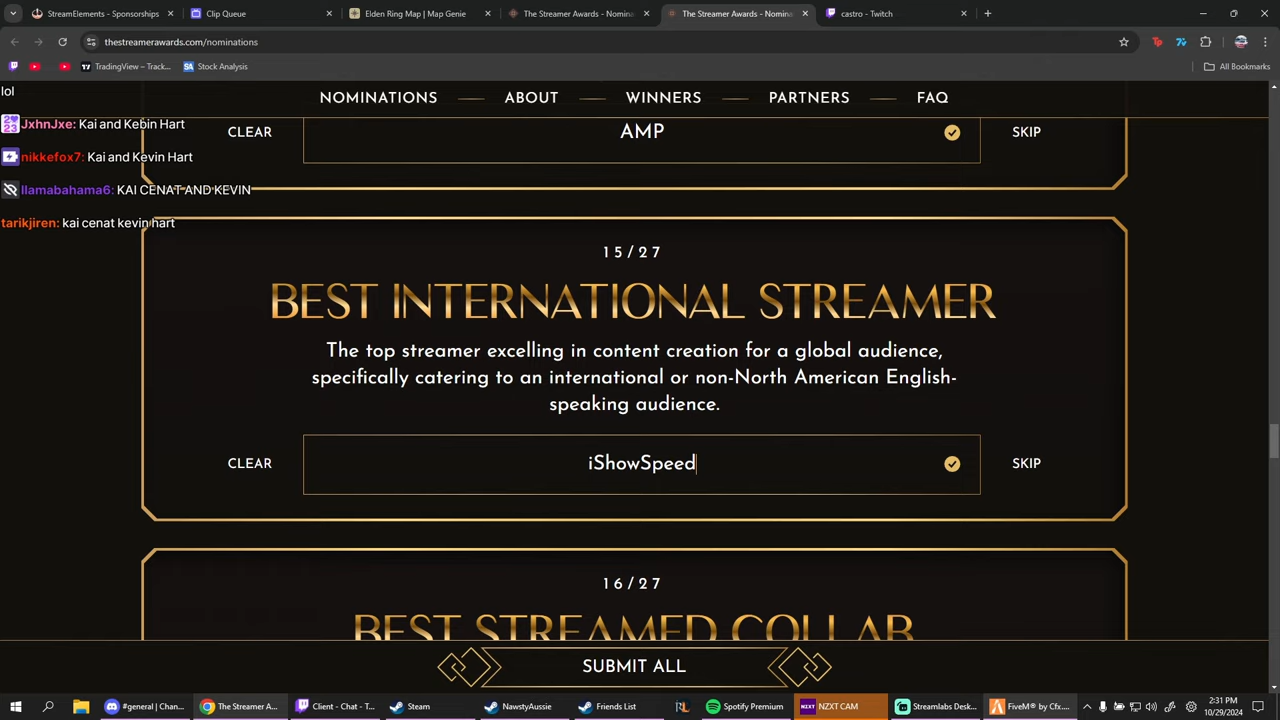 StreamElements - Sponsorships
Clip Queue
Elden Ring Map | Map Genie
The Streamer Awards - Nomina
The Streamer Awards - Nomina
castro - Twitch
thestreamerawards.com/nominations
TradingView – Track...
Stock Analysis
All Bookmarks
NOMINATIONS
ABOUT
WINNERS
PARTNERS
FAQ
lol
JxhnJxe: Kai and Kebin Hart
nikkefox7: Kai and Kevin Hart
llamabahama6: KAI CENAT AND KEVIN
tarikjiren: kai cenat kevin hart
CLEAR
AMP
SKIP
15/27
BEST INTERNATIONAL STREAMER
The top streamer excelling in content creation for a global audience,
specifically catering to an international or non-North American English-
speaking audience.
CLEAR
iShowSpeed
SKIP
16/27
BEST STREAMED COLLAB
SUBMIT ALL
#general | Chann...
The Streamer A...
Client - Chat - T...
Steam
NawstyAussie
Friends List
Spotify Premium
NZXT CAM
Streamlabs Desk...
FiveM® by Cfx...
2:31 PM
10/29/2024